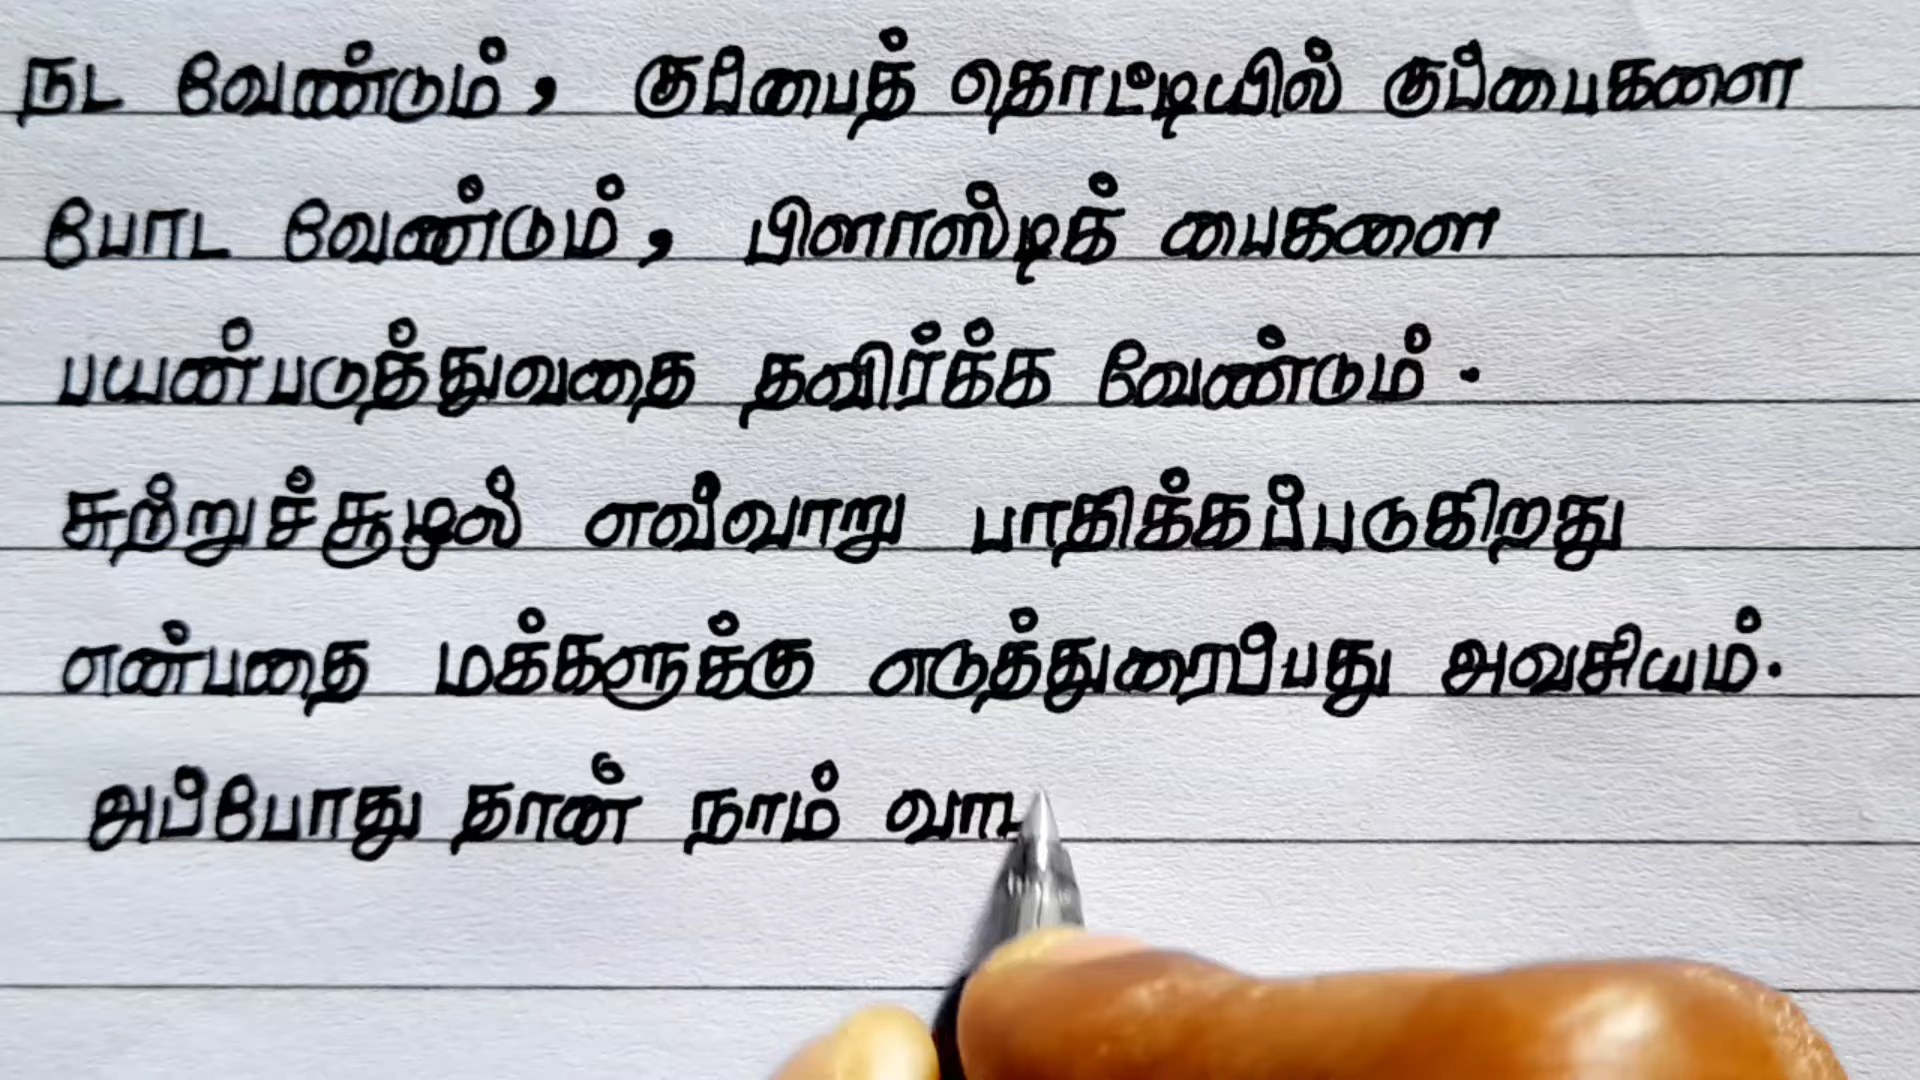 நட வேண்டும், குப்பைத் தொட்டியில் குப்பைகளை
போட வேண்டும், பிளாஸ்டிக் பைகளை
பயண்படுத்துவதை தவிர்க்க வேண்டும்.
சுற்றுச்சூழல் எவ்வாறு பாதிக்கப்படுகிறது
என்பதை மக்களுக்கு எடுத்துரைப்பது அவசியம்.
அப்போது தான் நாம்